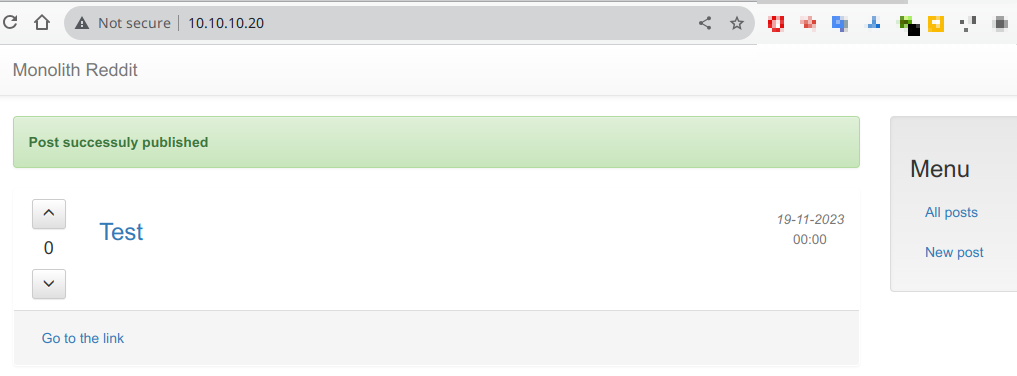 Not secure 10.10.10.20
Monolith Reddit
Post successuly published
Menu
All posts
New post
Test
0
19-11-2023
00:00
Go to the link